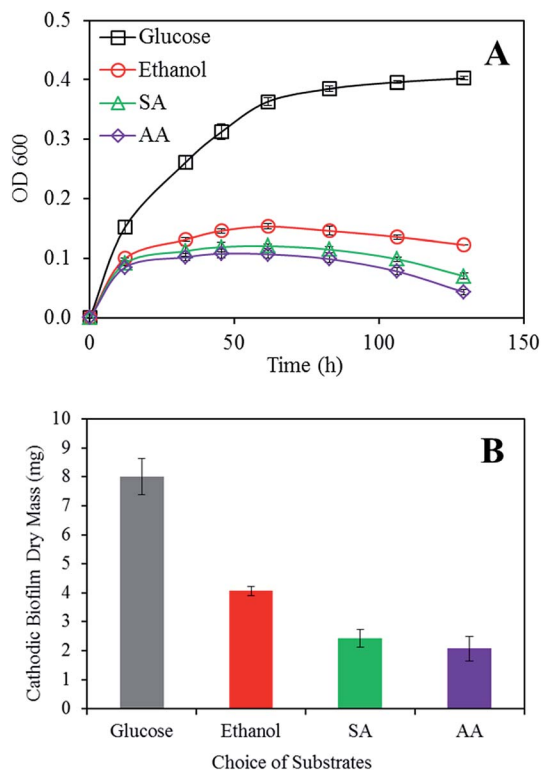 A
Glucose
Ethanol
SA
AA
OD 600
0.5
0.4
0.3
0.2
0.1
0.0
0 50 100 150
Time (h)
B
Cathodic Biofilm Dry Mass (mg)
10
9
8
7
6
5
4
3
2
1
0
Glucose Ethanol SA AA
Choice of Substrates